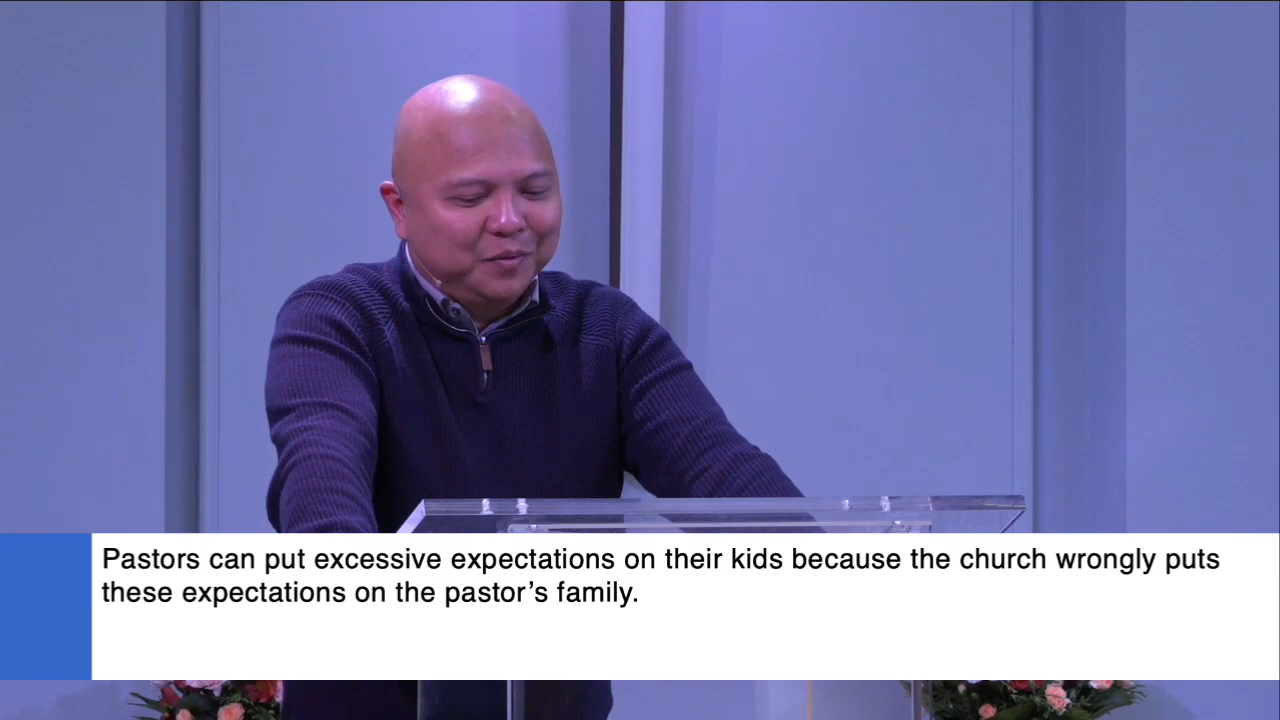 Pastors can put excessive expectations on their kids because the church wrongly puts
these expectations on the pastor’s family.